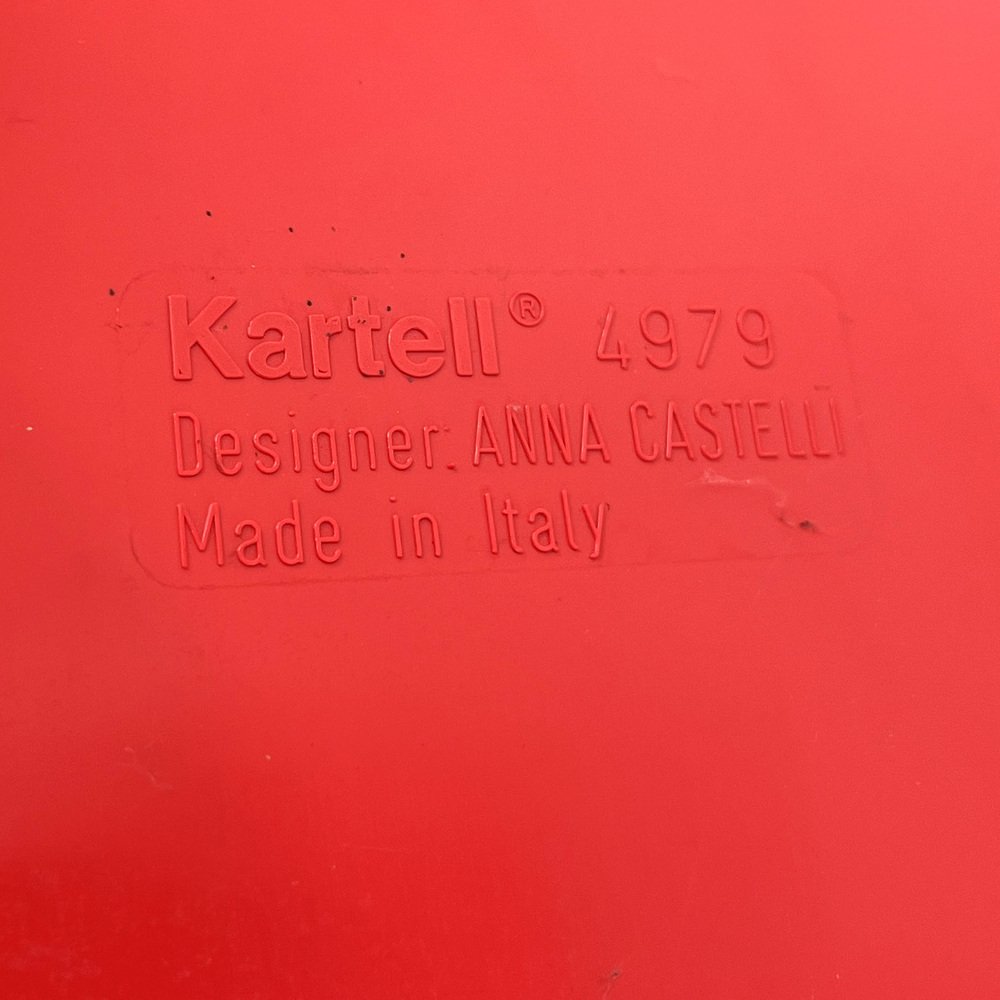 Kartell® 4979
Designer: ANNA CASTELLI
Made in Italy